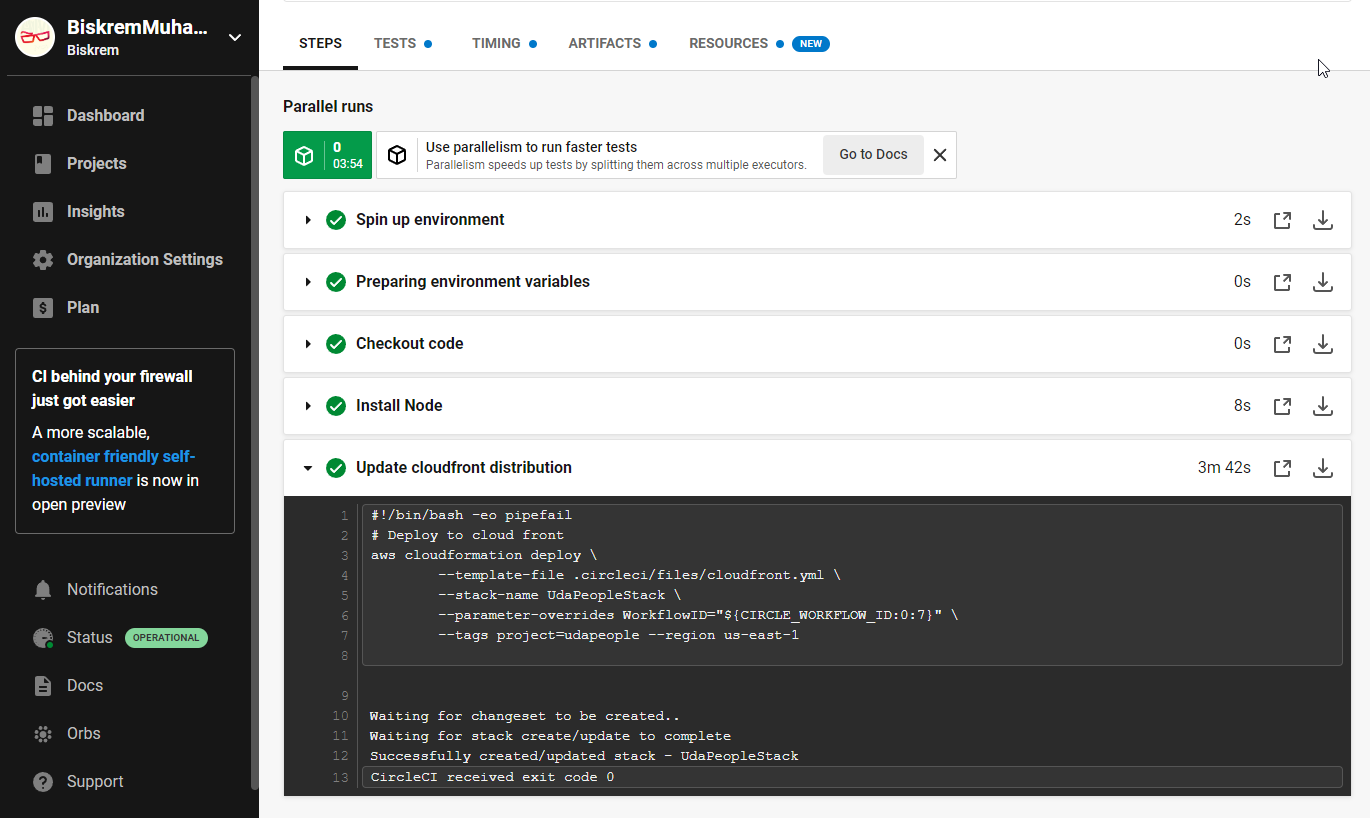 BiskremMuha...
Biskrem
Dashboard
Projects
Insights
Organization Settings
Plan
CI behind your firewall
just got easier
A more scalable,
container friendly self-
hosted runner is now in
open preview
Notifications
Status OPERATIONAL
Docs
Orbs
Support
STEPS TESTS TIMING ARTIFACTS RESOURCES NEW
Parallel runs
0
03:54
Use parallelism to run faster tests
Parallelism speeds up tests by splitting them across multiple executors.
Go to Docs
Spin up environment 2s
Preparing environment variables 0s
Checkout code 0s
Install Node 8s
Update cloudfront distribution 3m 42s
1 #!/bin/bash -eo pipefail
2 # Deploy to cloud front
3 aws cloudformation deploy \
4 --template-file .circleci/files/cloudfront.yml \
5 --stack-name UdaPeopleStack \
6 --parameter-overrides WorkflowID="${CIRCLE_WORKFLOW_ID:0:7}" \
7 --tags project=udapeople --region us-east-1
8
9
10 Waiting for changeset to be created..
11 Waiting for stack create/update to complete
12 Successfully created/updated stack - UdaPeopleStack
13 CircleCI received exit code 0